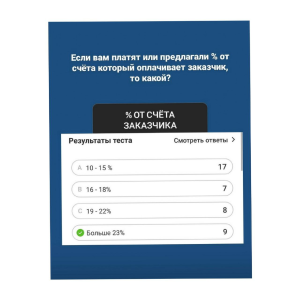 Если вам платят или предлагали % от
счёта который оплачивает заказчик,
то какой?
% ОТ СЧЁТА
ЗАКАЗЧИКА
Результаты теста
Смотреть ответы >
A 10 - 15 % 17
B 16 - 18% 7
C 19 - 22% 8
Больше 23% 9